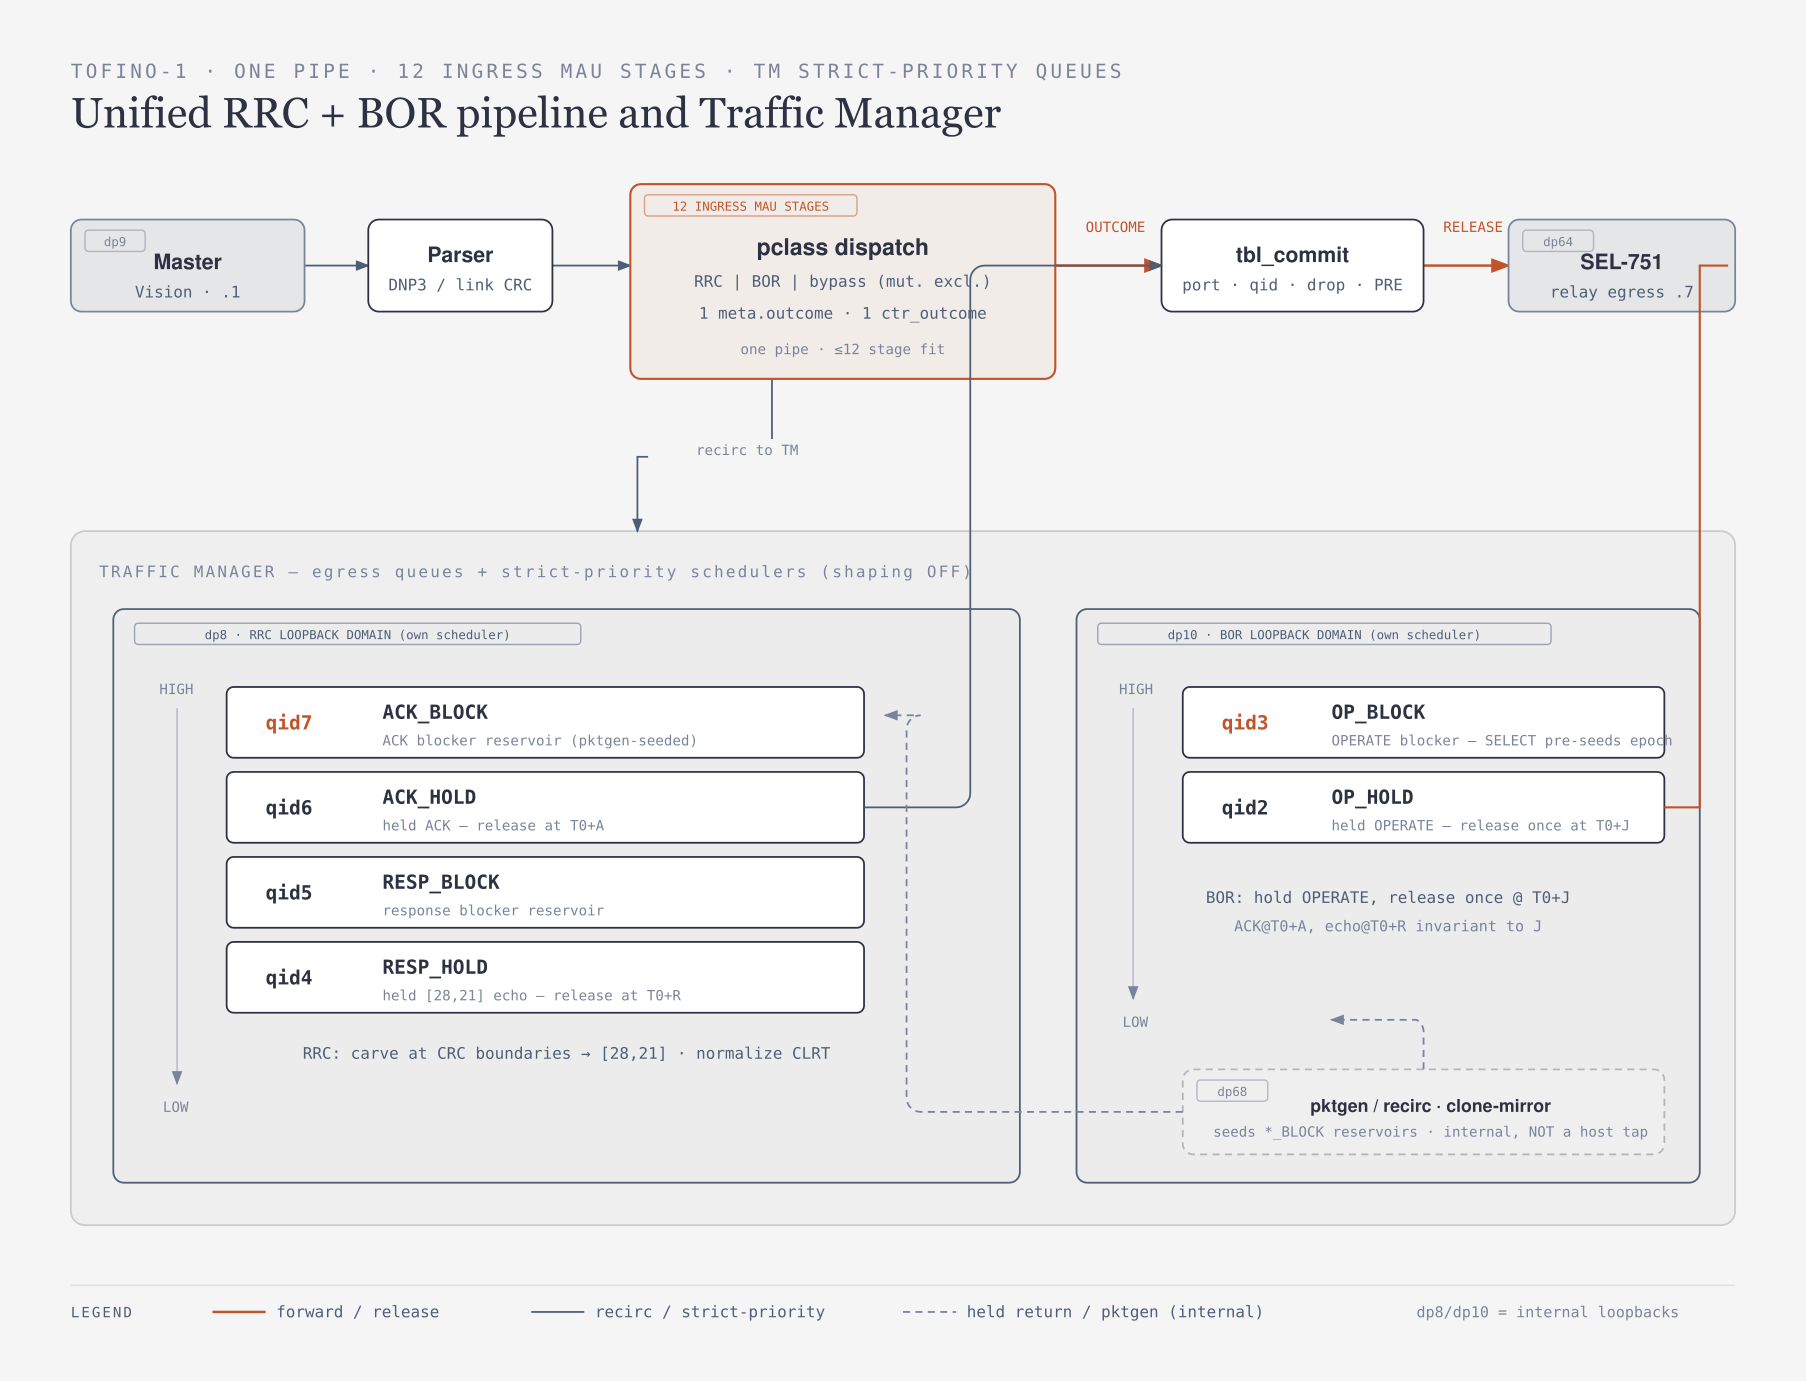 TOFINO-1 · ONE PIPE · 12 INGRESS MAU STAGES · TM STRICT-PRIORITY QUEUES
Unified RRC + BOR pipeline and Traffic Manager
dp9
Master
Vision · .1
Parser
DNP3 / link CRC
12 INGRESS MAU STAGES
pclass dispatch
RRC | BOR | bypass (mut. excl.)
1 meta.outcome · 1 ctr_outcome
one pipe · ≤12 stage fit
OUTCOME
tbl_commit
port · qid · drop · PRE
RELEASE
dp64
SEL-751
relay egress .7
recirc to TM
TRAFFIC MANAGER — egress queues + strict-priority schedulers (shaping OFF)
dp8 · RRC LOOPBACK DOMAIN (own scheduler)
HIGH
qid7
ACK_BLOCK
ACK blocker reservoir (pktgen-seeded)
qid6
ACK_HOLD
held ACK — release at T0+A
qid5
RESP_BLOCK
response blocker reservoir
qid4
RESP_HOLD
held [28,21] echo — release at T0+R
RRC: carve at CRC boundaries → [28,21] · normalize CLRT
LOW
dp10 · BOR LOOPBACK DOMAIN (own scheduler)
HIGH
qid3
OP_BLOCK
OPERATE blocker — SELECT pre-seeds epoch
qid2
OP_HOLD
held OPERATE — release once at T0+J
BOR: hold OPERATE, release once @ T0+J
ACK@T0+A, echo@T0+R invariant to J
LOW
dp68
pktgen / recirc · clone-mirror
seeds *_BLOCK reservoirs · internal, NOT a host tap
LEGEND
forward / release
recirc / strict-priority
held return / pktgen (internal)
dp8/dp10 = internal loopbacks